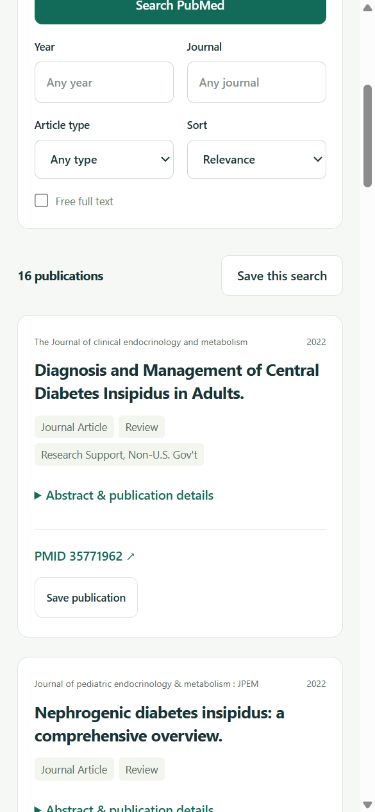 Search PubMed
Year
Journal
Any year
Any journal
Article type
Sort
Any type
Relevance
Free full text
16 publications
Save this search
The Journal of clinical endocrinology and metabolism
2022
Diagnosis and Management of Central
Diabetes Insipidus in Adults.
Journal Article
Review
Research Support, Non-U.S. Gov't
▶ Abstract & publication details
PMID 35771962 ↗
Save publication
Journal of pediatric endocrinology & metabolism : JPEM
2022
Nephrogenic diabetes insipidus: a
comprehensive overview.
Journal Article
Review
▶ Abstract & publication details